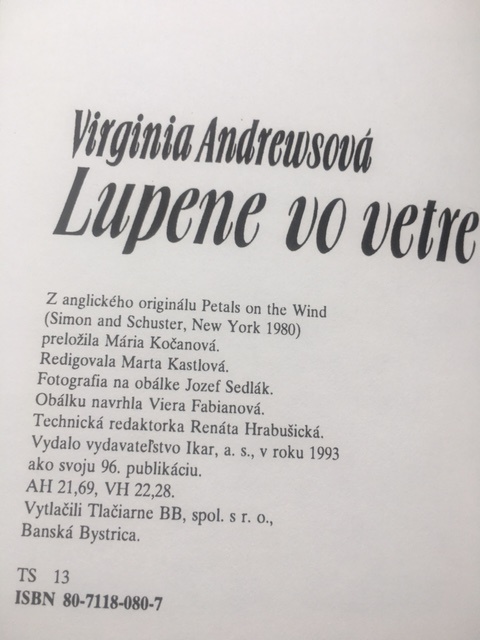 Virginia Andrewsová
Lupene vo vetre
Z anglického originálu Petals on the Wind
(Simon and Schuster, New York 1980)
preložila Mária Kočanová.
Redigovala Marta Kastlová.
Fotografia na obálke Jozef Sedlák.
Obálku navrhla Viera Fabianová.
Technická redaktorka Renáta Hrabušická.
Vydalo vydavateľstvo Ikar, a. s., v roku 1993
ako svoju 96. publikáciu.
AH 21,69, VH 22,28.
Vytlačili Tlačiarne BB, spol. s r. o.,
Banská Bystrica.
TS 13
ISBN 80-7118-080-7